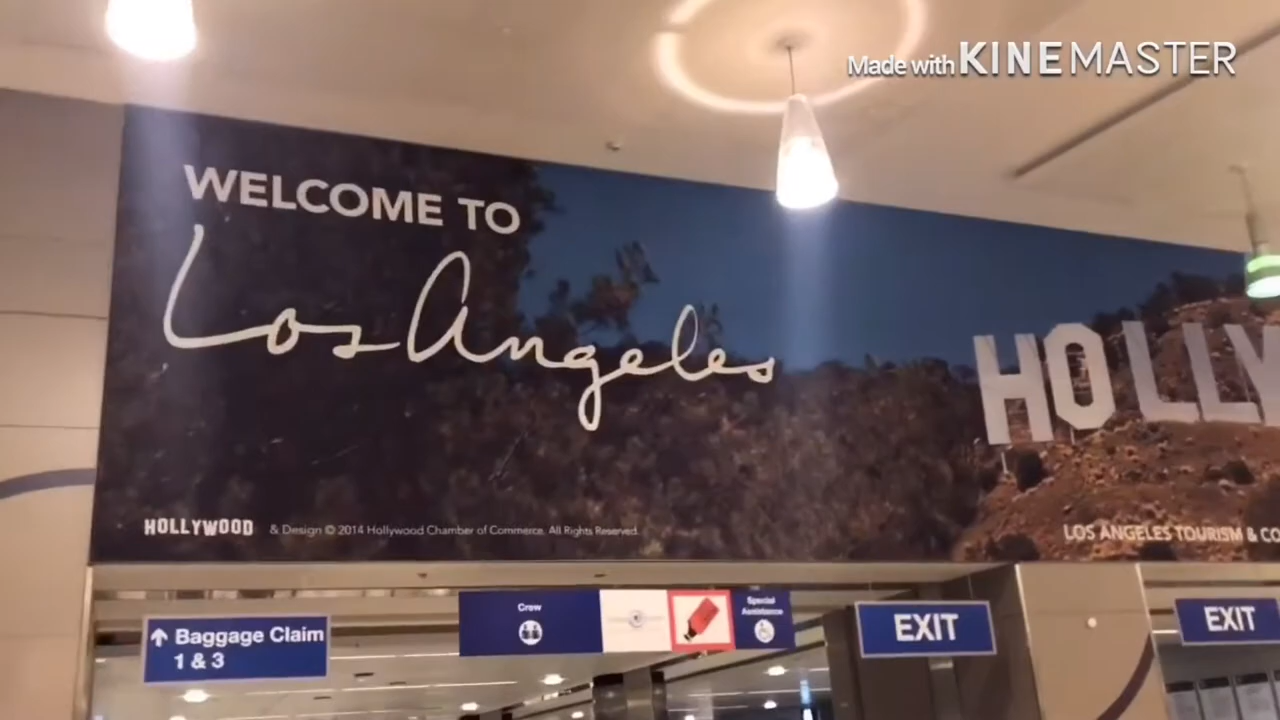 Made with KINEMASTER
WELCOME TO
Los Angeles
HOLLY
HOLLYWOOD & Design © 2014 Hollywood Chamber of Commerce. All Rights Reserved.
LOS ANGELES TOURISM & CO
↑ Baggage Claim
1 & 3
Crew
Special
Assistance
EXIT
EXIT